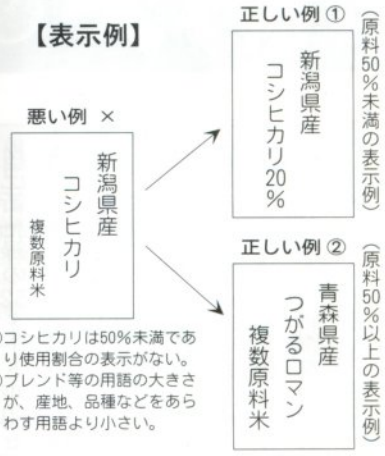 【表示例】
悪い例 ×
新潟県産
コシヒカリ
複数原料米
コシヒカリは50%未満であ
り使用割合の表示がない。
ブレンド等の用語の大きさ
が、産地、品種などをあら
わす用語より小さい。
正しい例 ①
(原料50%未満の表示例)
新潟県産
コシヒカリ20%
正しい例 ②
(原料50%以上の表示例)
青森県産
つがるロマン
複数原料米